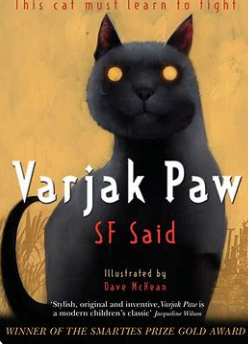 This cat must learn to fight
Varjak Paw
SF Said
Illustrated by
Dave McKean
'Stylish, original and inventive, Varjak Paw is
a modern children's classic' Jacqueline Wilson
WINNER OF THE SMARTIES PRIZE GOLD AWARD